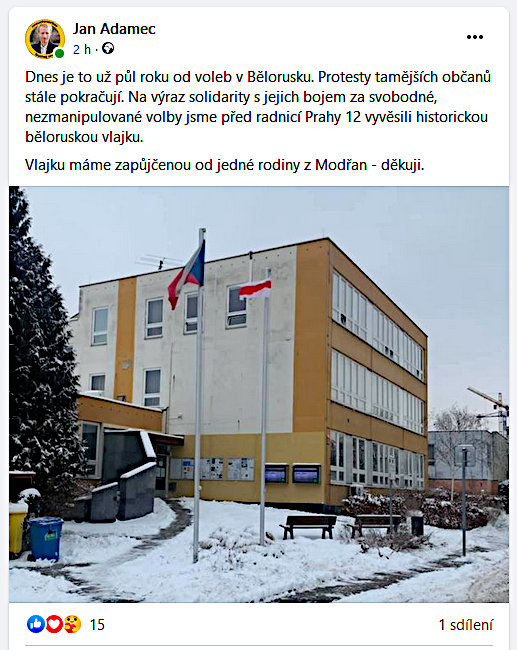 Jan Adamec
2 h ·
Dnes je to už půl roku od voleb v Bělorusku. Protesty tamějších občanů
stále pokračují. Na výraz solidarity s jejich bojem za svobodné,
nezmanipulované volby jsme před radnicí Prahy 12 vyvěsili historickou
běloruskou vlajku.
Vlajku máme zapůjčenou od jedné rodiny z Modřan - děkuji.
15
1 sdílení